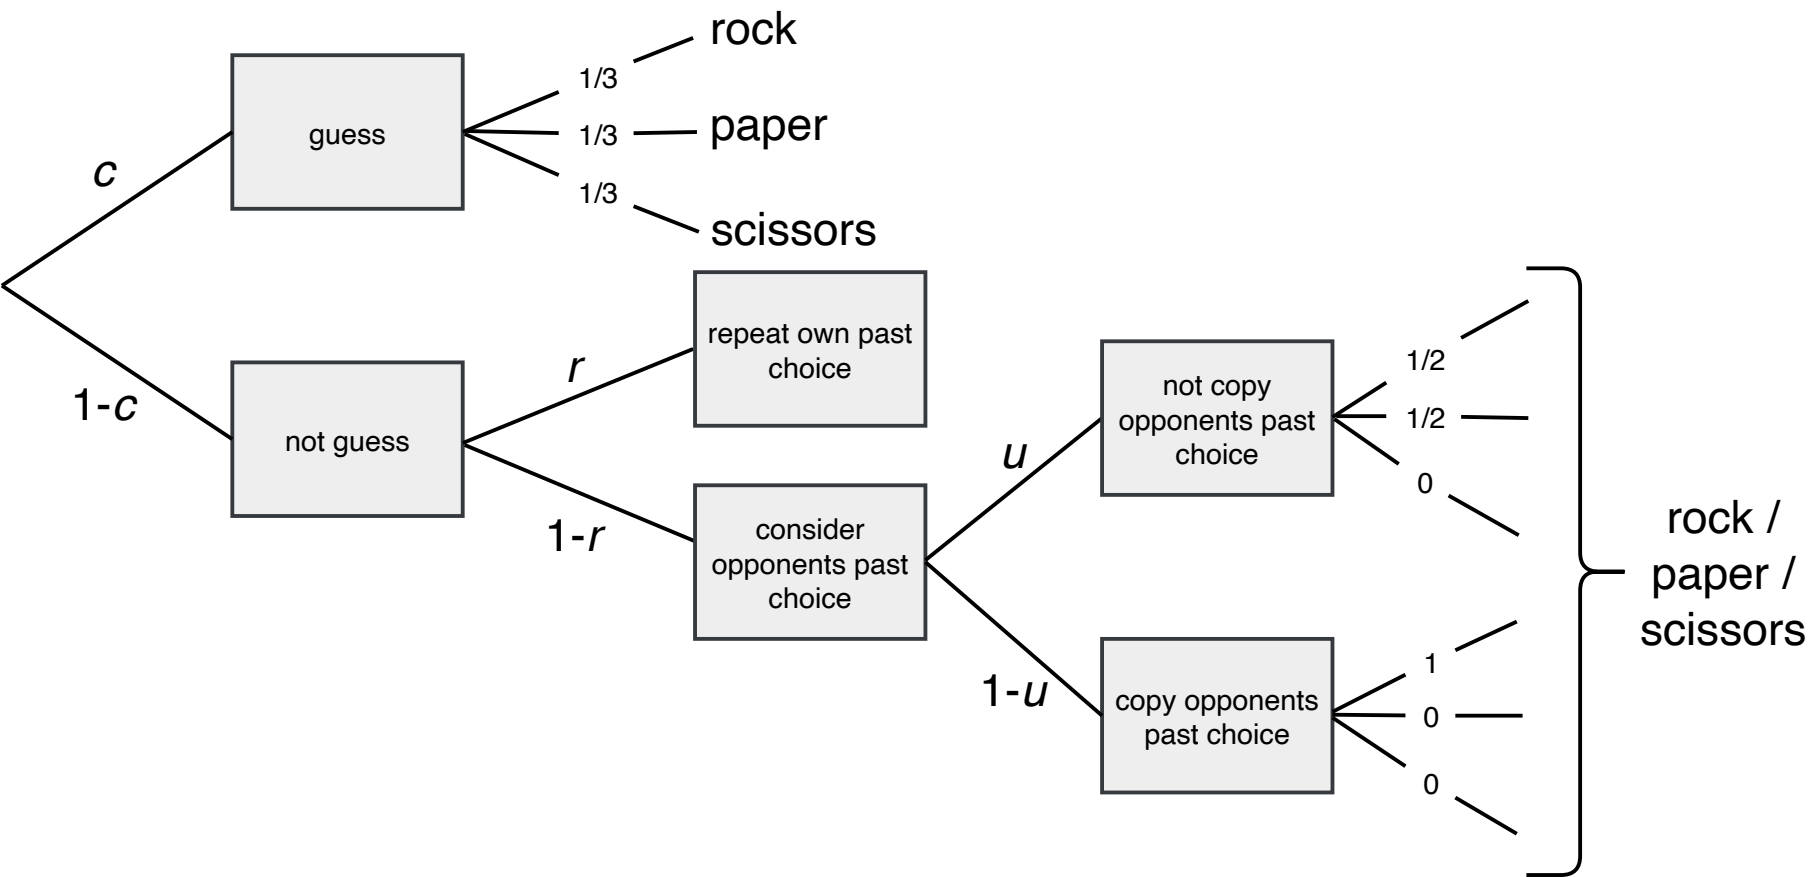 rock
1/3
paper
1/3
guess
1/3
c
scissors
repeat own past
choice
r
1-c
not guess
1-r
consider
opponents past
choice
u
1-u
not copy
opponents past
choice
1/2
1/2
0
copy opponents
past choice
1
0
0
rock /
paper /
scissors